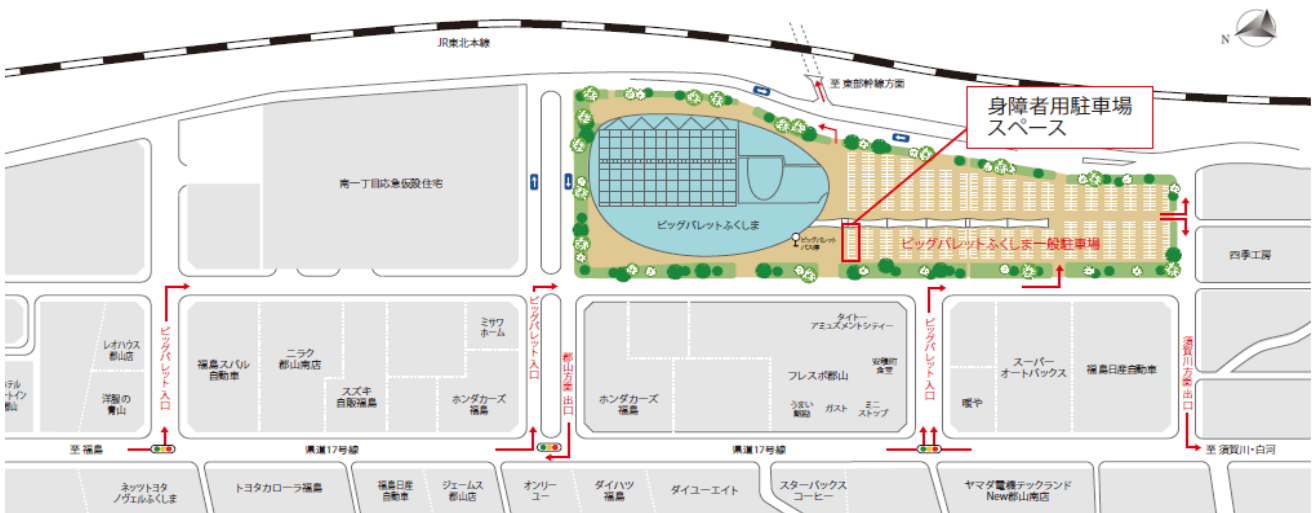 JR東北本線
N
至 東部幹線方面
身障者用駐車場
スペース
南一丁目応急仮設住宅
ビッグパレットふくしま
ビッグパレット
バス停
ビッグパレットふくしま一般駐車場
四季工房
レオハウス
郡山店
洋服の
青山
ビッグパレット入口
福島スバル
自動車
ニラク
郡山南店
スズキ
自販福島
ミサワ
ホーム
ホンダカーズ
福島
ビッグパレット入口
郡山方面 出口
ホンダカーズ
福島
タイトー
アミュズメントシティー
フレスポ郡山
安積町
食堂
うまい
鮨勘
ガスト
ミニ
ストップ
ビッグパレット入口
暖や
スーパー
オートバックス
福島日産自動車
須賀川方面 出口
至 福島
県道17号線
県道17号線
至 須賀川・白河
ネッツトヨタ
ノヴェルふくしま
トヨタカローラ福島
福島日産
自動車
ジェームス
郡山店
オンリー
ユー
ダイハツ
福島
ダイユーエイト
スターバックス
コーヒー
ヤマダ電機テックランド
New郡山南店